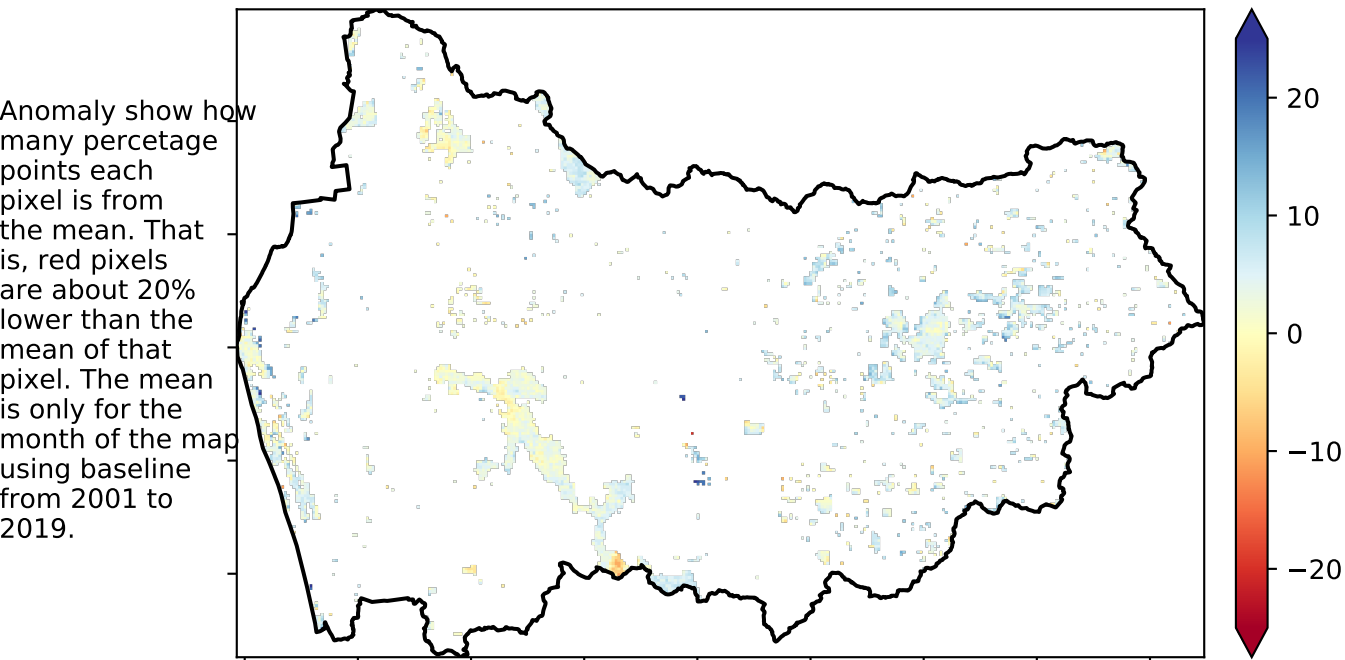 Anomaly show how
many percetage
points each
pixel is from
the mean. That
is, red pixels
are about 20%
lower than the
mean of that
pixel. The mean
is only for the
month of the map
using baseline
from 2001 to
2019.
20
10
0
−10
−20